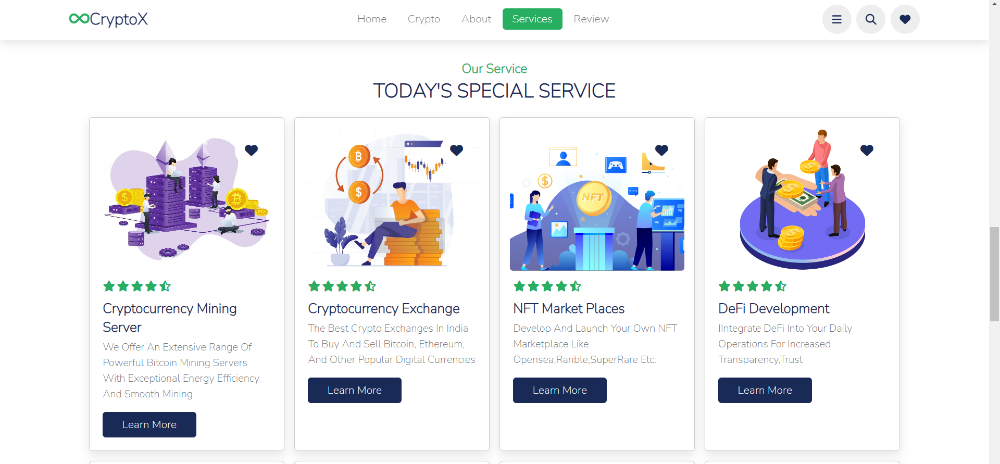 CryptoX
Home
Crypto
About
Services
Review
Our Service
TODAY'S SPECIAL SERVICE
NFT
Cryptocurrency Mining
Server
We Offer An Extensive Range Of
Powerful Bitcoin Mining Servers
With Exceptional Energy Efficiency
And Smooth Mining.
Learn More
Cryptocurrency Exchange
The Best Crypto Exchanges In India
To Buy And Sell Bitcoin, Ethereum,
And Other Popular Digital Currencies
Learn More
NFT Market Places
Develop And Launch Your Own NFT
Marketplace Like
Opensea,Rarible,SuperRare Etc.
Learn More
DeFi Development
IIntegrate DeFi Into Your Daily
Operations For Increased
Transparency,Trust
Learn More